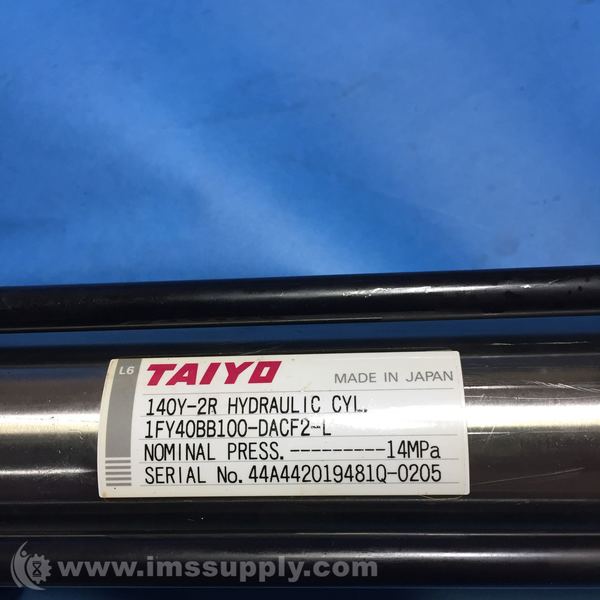 L6 TAIYO MADE IN JAPAN
140Y-2R HYDRAULIC CYL.
1FY40BB100-DACF2-L
NOMINAL PRESS.---------14MPa
SERIAL No.44A442019481Q-0205
www.imssupply.com